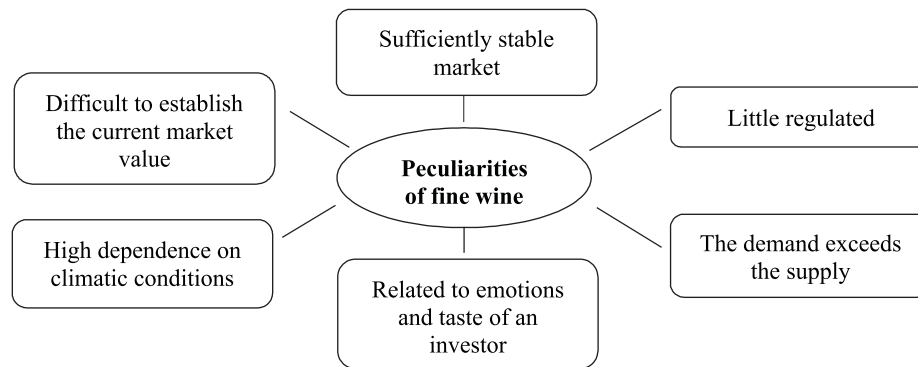 Sufficiently stable
market
Difficult to establish
the current market
value
Little regulated
Peculiarities
of fine wine
High dependence on
climatic conditions
The demand exceeds
the supply
Related to emotions
and taste of an
investor